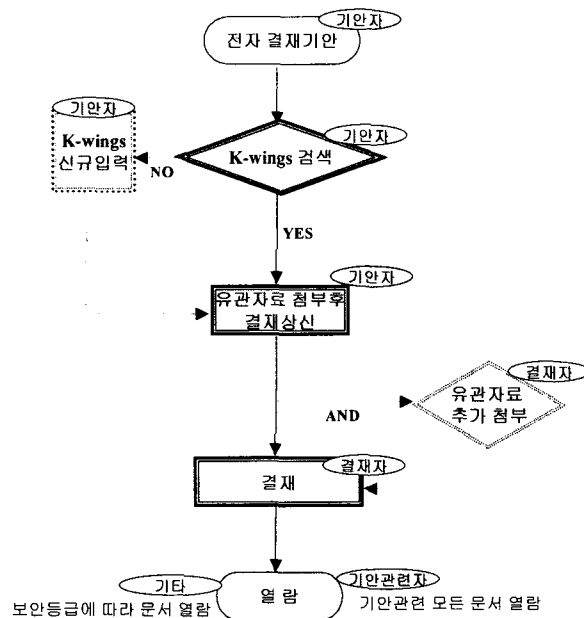 기안자
전자 결재기안
기안자
K-wings
신규입력
기안자
K-wings 검색
NO
YES
기안자
유관자료 첨부후
결재상신
결재자
유관자료
추가 첨부
AND
결재자
결재
기타
보안등급에 따라 문서 열람
열 람
기안관련자
기안관련 모든 문서 열람